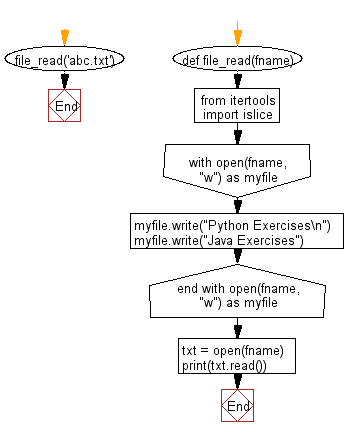 file_read('abc.txt')
End
def file_read(fname)
from itertools
import islice
with open(fname,
"w") as myfile
myfile.write("Python Exercises\n")
myfile.write("Java Exercises")
end with open(fname,
"w") as myfile
txt = open(fname)
print(txt.read())
End